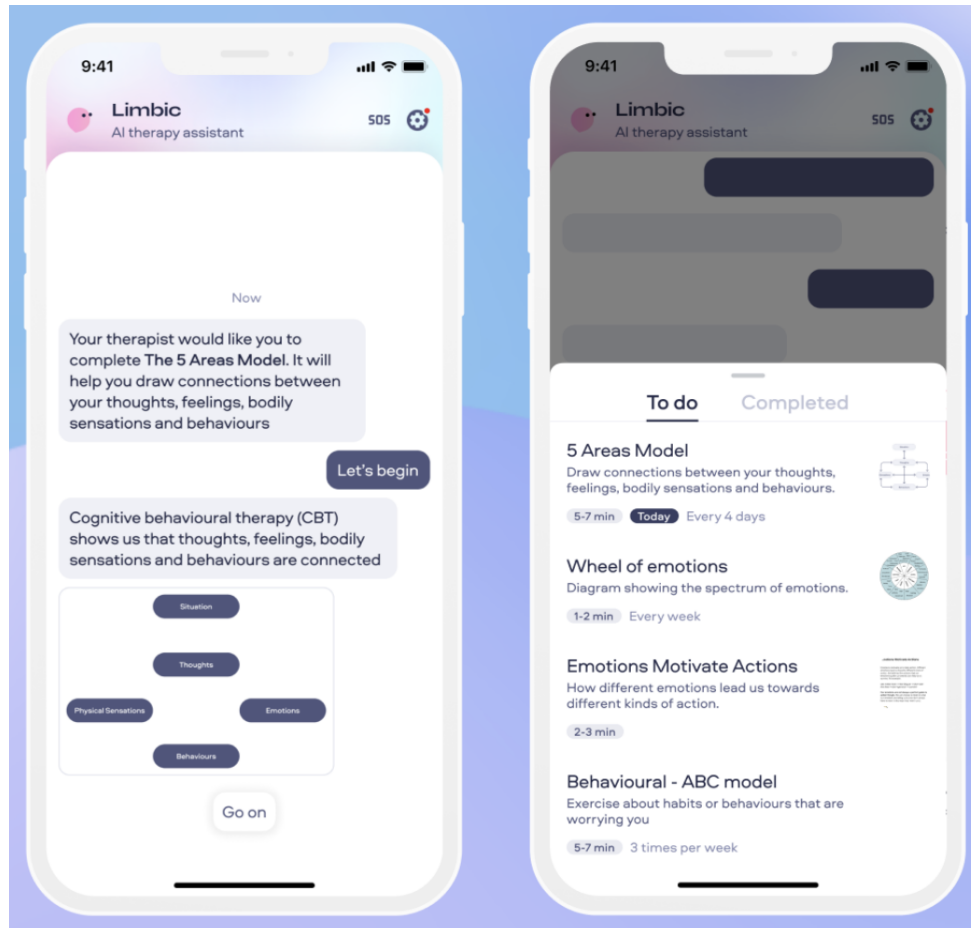 9:41
Limbic
AI therapy assistant
SOS
Now
Your therapist would like you to
complete The 5 Areas Model. It will
help you draw connections between
your thoughts, feelings, bodily
sensations and behaviours
Let's begin
Cognitive behavioural therapy (CBT)
shows us that thoughts, feelings, bodily
sensations and behaviours are connected
Situation
Thoughts
Physical Sensations
Emotions
Behaviours
Go on
9:41
Limbic
AI therapy assistant
SOS
To do
Completed
5 Areas Model
Draw connections between your thoughts,
feelings, bodily sensations and behaviours.
5-7 min Today Every 4 days
Wheel of emotions
Diagram showing the spectrum of emotions.
1-2 min Every week
Emotions Motivate Actions
How different emotions lead us towards
different kinds of action.
2-3 min
Behavioural - ABC model
Exercise about habits or behaviours that are
worrying you
5-7 min 3 times per week